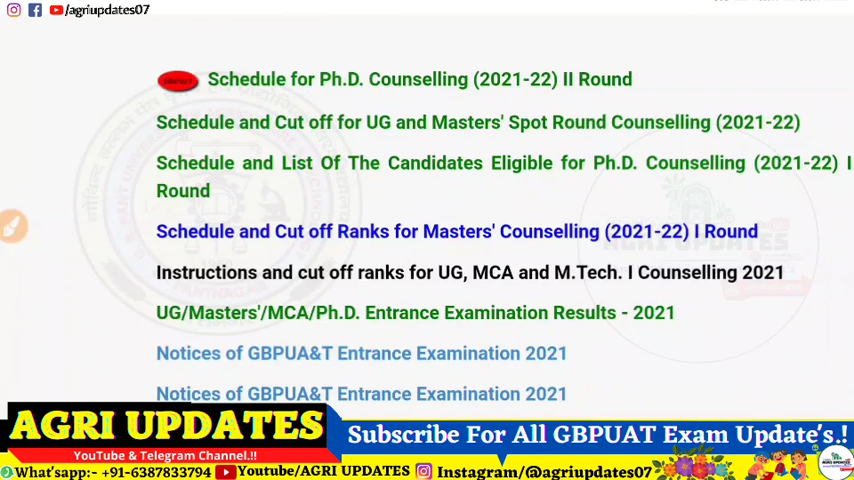 /agriupdates07
Schedule for Ph.D. Counselling (2021-22) II Round
Schedule and Cut off for UG and Masters' Spot Round Counselling (2021-22)
Schedule and List Of The Candidates Eligible for Ph.D. Counselling (2021-22) I
Round
Schedule and Cut off Ranks for Masters' Counselling (2021-22) I Round
Instructions and cut off ranks for UG, MCA and M.Tech. I Counselling 2021
UG/Masters'/MCA/Ph.D. Entrance Examination Results - 2021
Notices of GBPUA&T Entrance Examination 2021
Notices of GBPUA&T Entrance Examination 2021
AGRI UPDATES
YouTube & Telegram Channel.!!
Subscribe For All GBPUAT Exam Update's.!
What'sapp:- +91-6387833794 Youtube/AGRI UPDATES Instagram/@agriupdates07